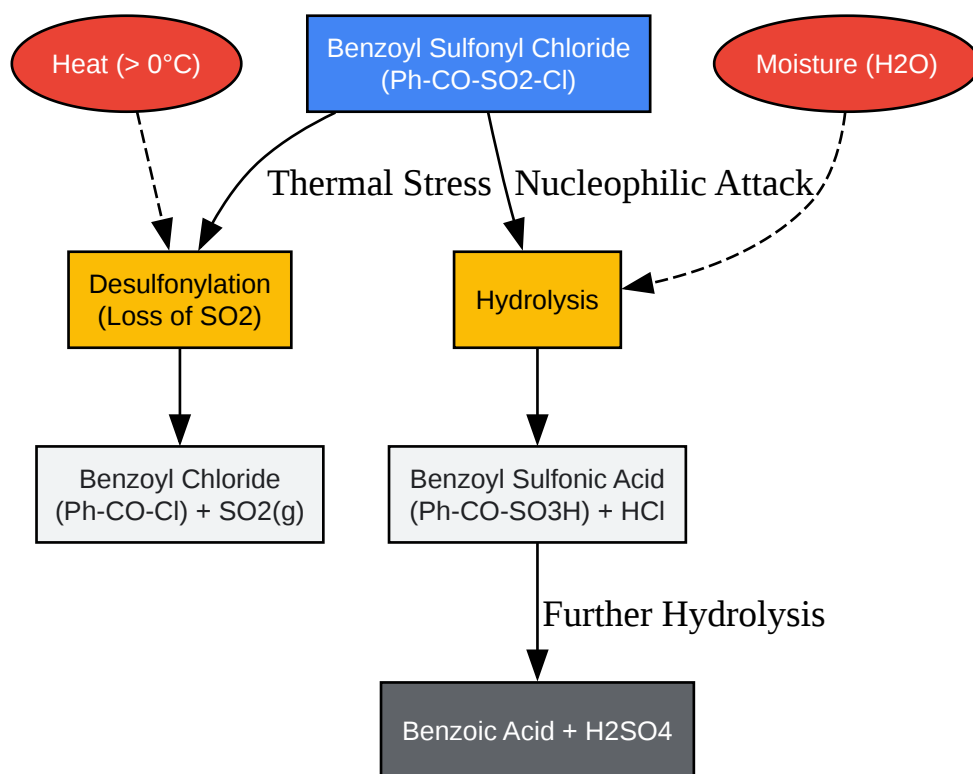 Heat (> 0°C)
Benzoyl Sulfonyl Chloride
(Ph-CO-SO2-Cl)
Moisture (H2O)
Thermal Stress
Nucleophilic Attack
Desulfonylation
(Loss of SO2)
Hydrolysis
Benzoyl Chloride
(Ph-CO-Cl) + SO2(g)
Benzoyl Sulfonic Acid
(Ph-CO-SO3H) + HCl
Further Hydrolysis
Benzoic Acid + H2SO4